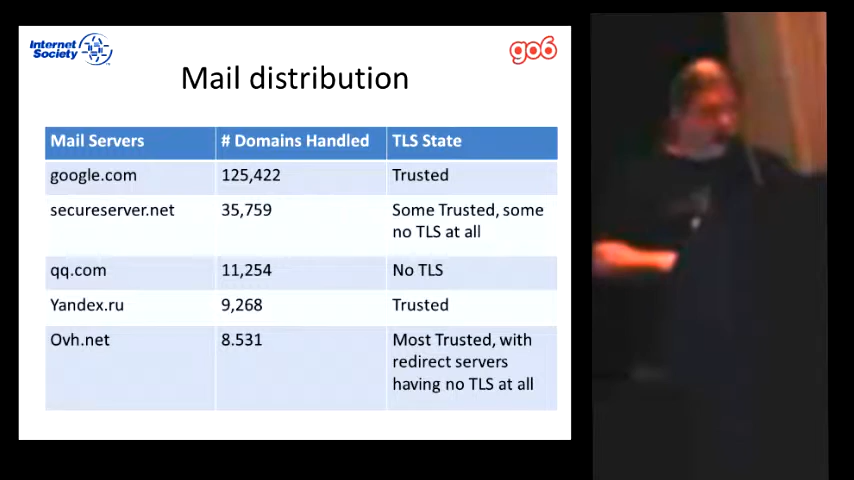 Internet
Society
go6
Mail distribution
Mail Servers # Domains Handled TLS State
google.com 125,422 Trusted
secureserver.net 35,759 Some Trusted, some
no TLS at all
qq.com 11,254 No TLS
Yandex.ru 9,268 Trusted
Ovh.net 8.531 Most Trusted, with
redirect servers
having no TLS at all